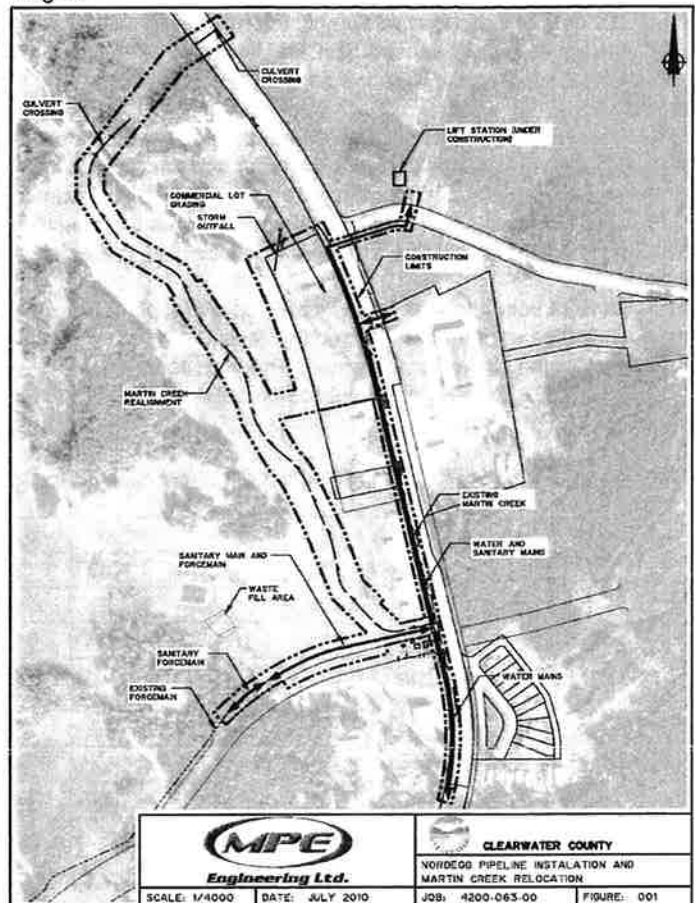 CULVERT
CROSSING
CULVERT
CROSSING
LIFT STATION (UNDER
CONSTRUCTION)
COMMERCIAL LOT
GRADING
STORM
OUTFALL
CONSTRUCTION
LIMITS
MARTIN CREEK
REALIGNMENT
EXISTING
MARTIN CREEK
WATER AND
SANITARY MAINS
SANITARY MAIN AND
FORCEMAIN
WASTE
FILL AREA
SANITARY
FORCEMAIN
WATER MAINS
EXISTING
FORCEMAIN
MPE
Engineering Ltd.
CLEARWATER COUNTY
NORDEGG PIPELINE INSTALATION AND
MARTIN CREEK RELOCATION
SCALE: 1/4000
DATE: JULY 2010
JOB: 4200-063-00
FIGURE: 001